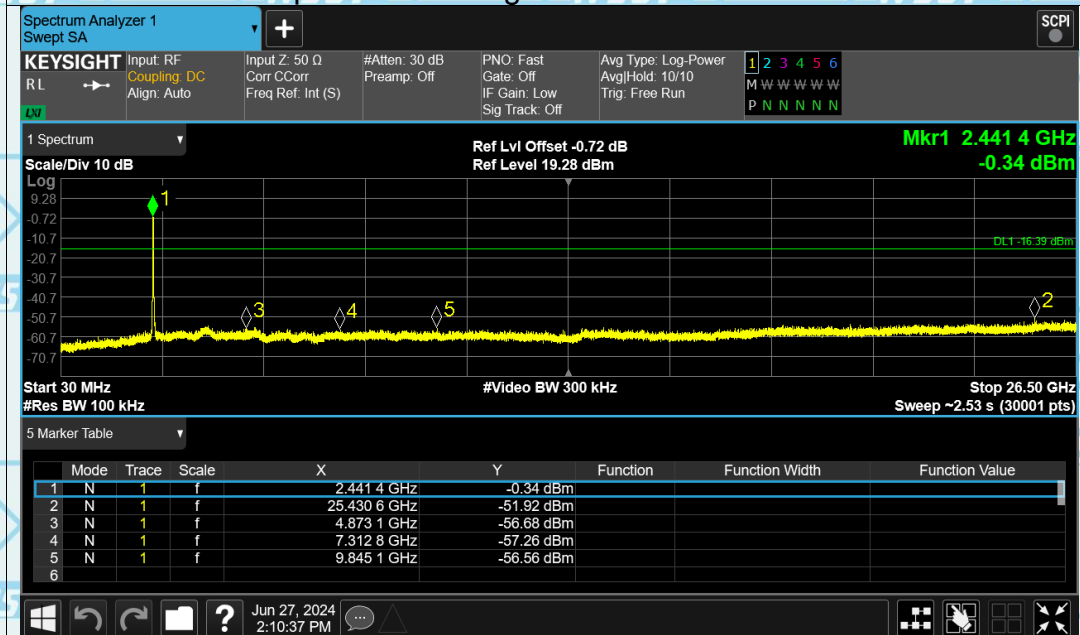 Spectrum Analyzer 1
Swept SA
+
SCPI
KEYSIGHT
R L
LXI
Input: RF
Coupling: DC
Align: Auto
Input Z: 50 Ω
Corr CCorr
Freq Ref: Int (S)
#Atten: 30 dB
Preamp: Off
PNO: Fast
Gate: Off
IF Gain: Low
Sig Track: Off
Avg Type: Log-Power
Avg|Hold: 10/10
Trig: Free Run
1 2 3 4 5 6
M W W W W W
P N N N N N
1 Spectrum
Scale/Div 10 dB
Ref Lvl Offset -0.72 dB
Ref Level 19.28 dBm
Mkr1 2.441 4 GHz
-0.34 dBm
Log
9.28
-0.72
-10.7
-20.7
-30.7
-40.7
-50.7
-60.7
-70.7
1
DL1 -16.39 dBm
2
3
4
5
Start 30 MHz
#Video BW 300 kHz
Stop 26.50 GHz
#Res BW 100 kHz
Sweep ~2.53 s (30001 pts)
5 Marker Table
Mode Trace Scale X Y Function Function Width Function Value
1 N 1 f 2.441 4 GHz -0.34 dBm
2 N 1 f 25.430 6 GHz -51.92 dBm
3 N 1 f 4.873 1 GHz -56.68 dBm
4 N 1 f 7.312 8 GHz -57.26 dBm
5 N 1 f 9.845 1 GHz -56.56 dBm
6
?
Jun 27, 2024
2:10:37 PM